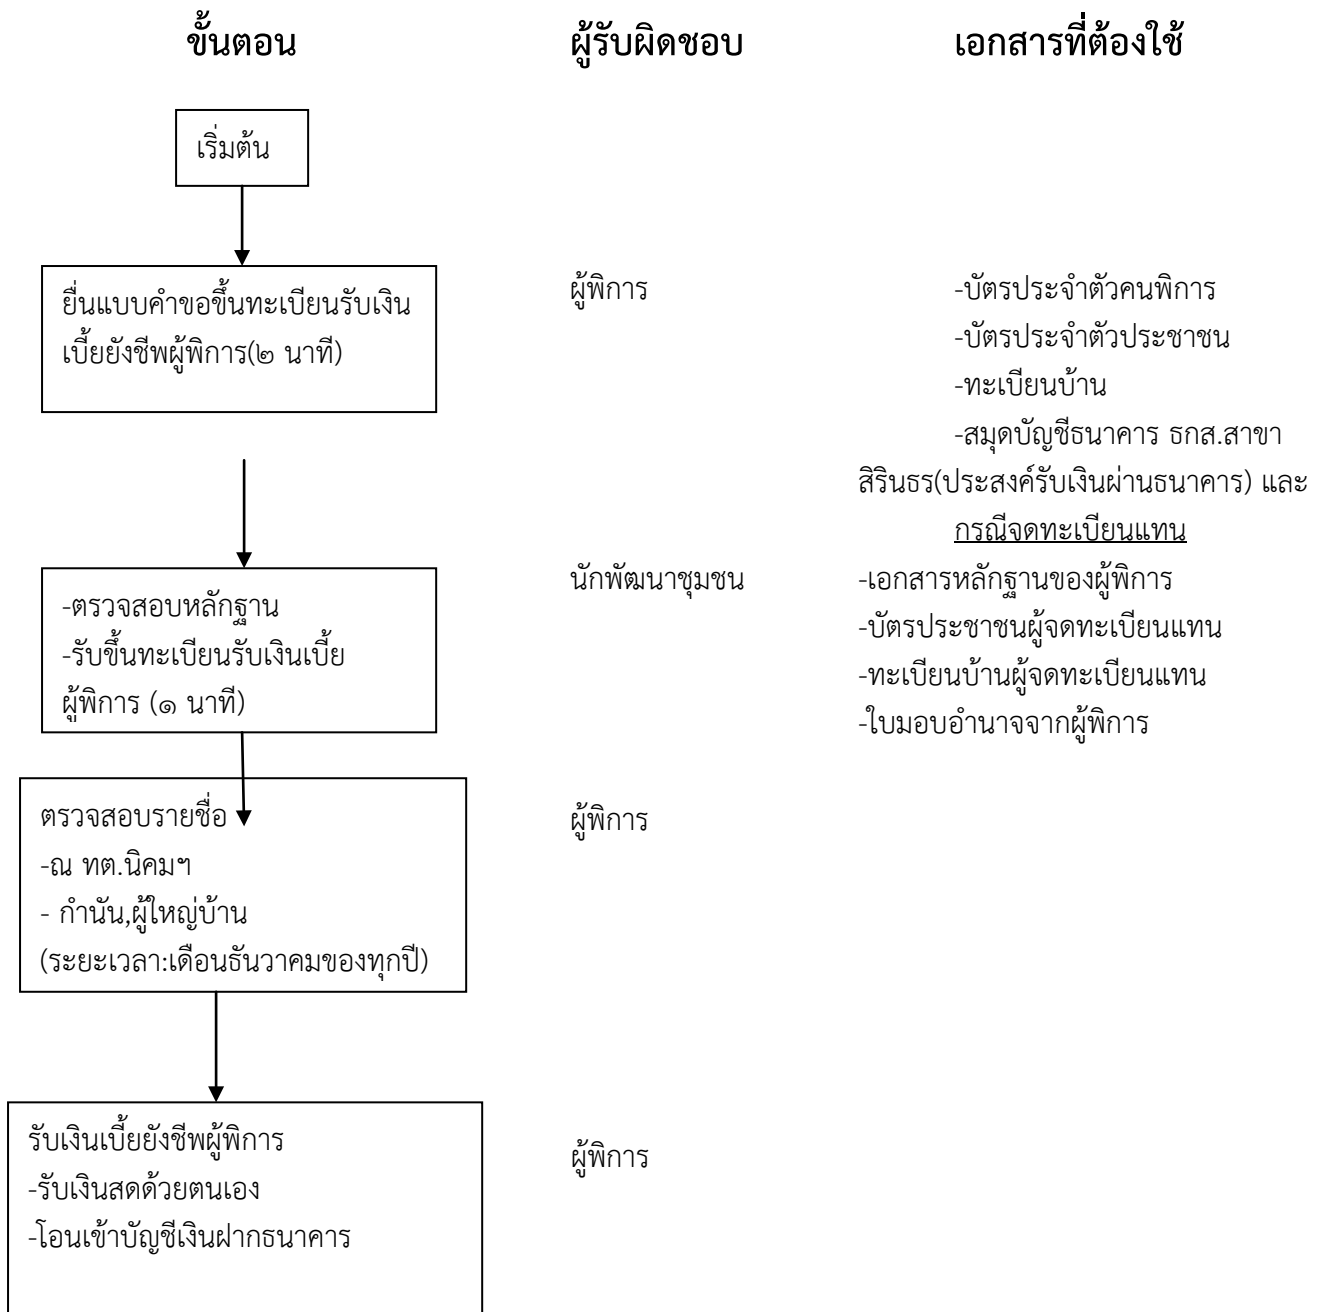 ขั้นตอน ผู้รับผิดชอบ เอกสารที่ต้องใช้
เริ่มต้น
ยื่นแบบคำขอขึ้นทะเบียนรับเงิน
เบี้ยยังชีพผู้พิการ(๒ นาที)
ผู้พิการ
-บัตรประจำตัวคนพิการ
-บัตรประจำตัวประชาชน
-ทะเบียนบ้าน
-สมุดบัญชีธนาคาร ธกส.สาขา
สิรินธร(ประสงค์รับเงินผ่านธนาคาร) และ
กรณีจดทะเบียนแทน
-ตรวจสอบหลักฐาน
-รับขึ้นทะเบียนรับเงินเบี้ย
ผู้พิการ (๑ นาที)
นักพัฒนาชุมชน
-เอกสารหลักฐานของผู้พิการ
-บัตรประชาชนผู้จดทะเบียนแทน
-ทะเบียนบ้านผู้จดทะเบียนแทน
-ใบมอบอำนาจจากผู้พิการ
ตรวจสอบรายชื่อ
-ณ ทต.นิคมฯ
- กำนัน,ผู้ใหญ่บ้าน
(ระยะเวลา:เดือนธันวาคมของทุกปี)
ผู้พิการ
รับเงินเบี้ยยังชีพผู้พิการ
-รับเงินสดด้วยตนเอง
-โอนเข้าบัญชีเงินฝากธนาคาร
ผู้พิการ